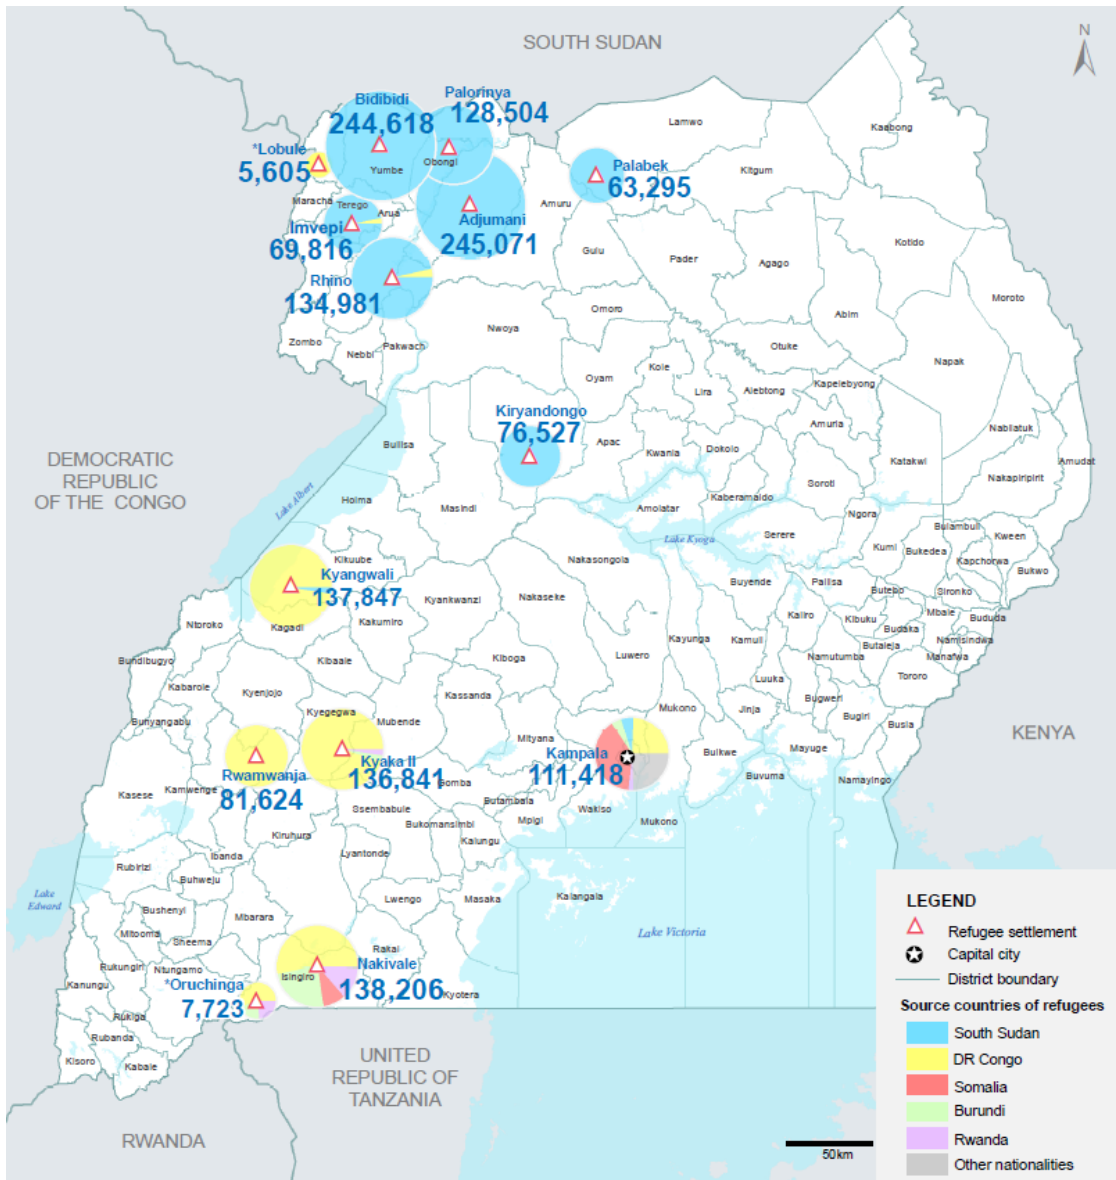 SOUTH SUDAN
N
Bidibidi
244,618
Palorinya
128,504
Lamwo
Kaabong
*Lobule
5,605
Yumbe
Obongi
Palabek
63,295
Kitgum
Maracha
Terego
Arua
Amuru
Imvepi
69,816
Adjumani
245,071
Gulu
Pader
Agago
Kotido
Rhino
134,981
Moroto
Omoro
Abim
Zombo
Nebbi
Pakwach
Nwoya
Otuke
Napak
Oyam
Kole
Lira
Alebtong
Kapelebyong
Kiryandongo
76,527
Apac
Amuria
Nabilatuk
Buliisa
Kwania
Dokolo
Katakwi
Amudat
DEMOCRATIC
REPUBLIC
OF THE CONGO
Nakapiripirit
Lake Albert
Hoima
Masindi
Amolatar
Kaberamaido
Soroti
Ngora
Bulambuli
Lake Kyoga
Serere
Kumi
Bukedea
Kween
Kapchorwa
Bukwo
Kikuube
Nakasongola
Kyangwali
137,847
Buyende
Pallisa
Butebo
Sironko
Kyankwanzi
Nakaseke
Kaliro
Kibuku
Mbale
Bududa
Ntoroko
Kagadi
Kakumiro
Kayunga
Kamuli
Budaka
Namisindwa
Butaleja
Manafwa
Bundibugyo
Kibaale
Kiboga
Luwero
Namutumba
Kabarole
Kyenjojo
Kassanda
Luuka
Tororo
Bugweri
Bunyangabu
Kyegegwa
Mubende
Mukono
Jinja
Bugiri
Busia
Mityana
Kampala
111,418
Buikwe
Mayuge
KENYA
Rwamwanja
81,624
Kyaka II
136,841
Gomba
Buvuma
Namayingo
Kasese
Kamwenge
Ssembabule
Butambala
Mpigi
Wakiso
Mukono
Bukomansimbi
Kiruhura
Kalungu
Ibanda
Lyantonde
Rubirizi
Buhweju
Lake
Edward
Lwengo
Masaka
Kalangala
Bushenyi
Mbarara
Mitooma
Sheema
Lake Victoria
Rakai
Rukungiri
Ntungamo
Isingiro
Nakivale
138,206
Kanungu
*Oruchinga
7,723
Kyotera
Rukiga
Rubanda
Kisoro
Kabale
UNITED
REPUBLIC OF
TANZANIA
RWANDA
50km
LEGEND
Refugee settlement
Capital city
District boundary
Source countries of refugees
South Sudan
DR Congo
Somalia
Burundi
Rwanda
Other nationalities